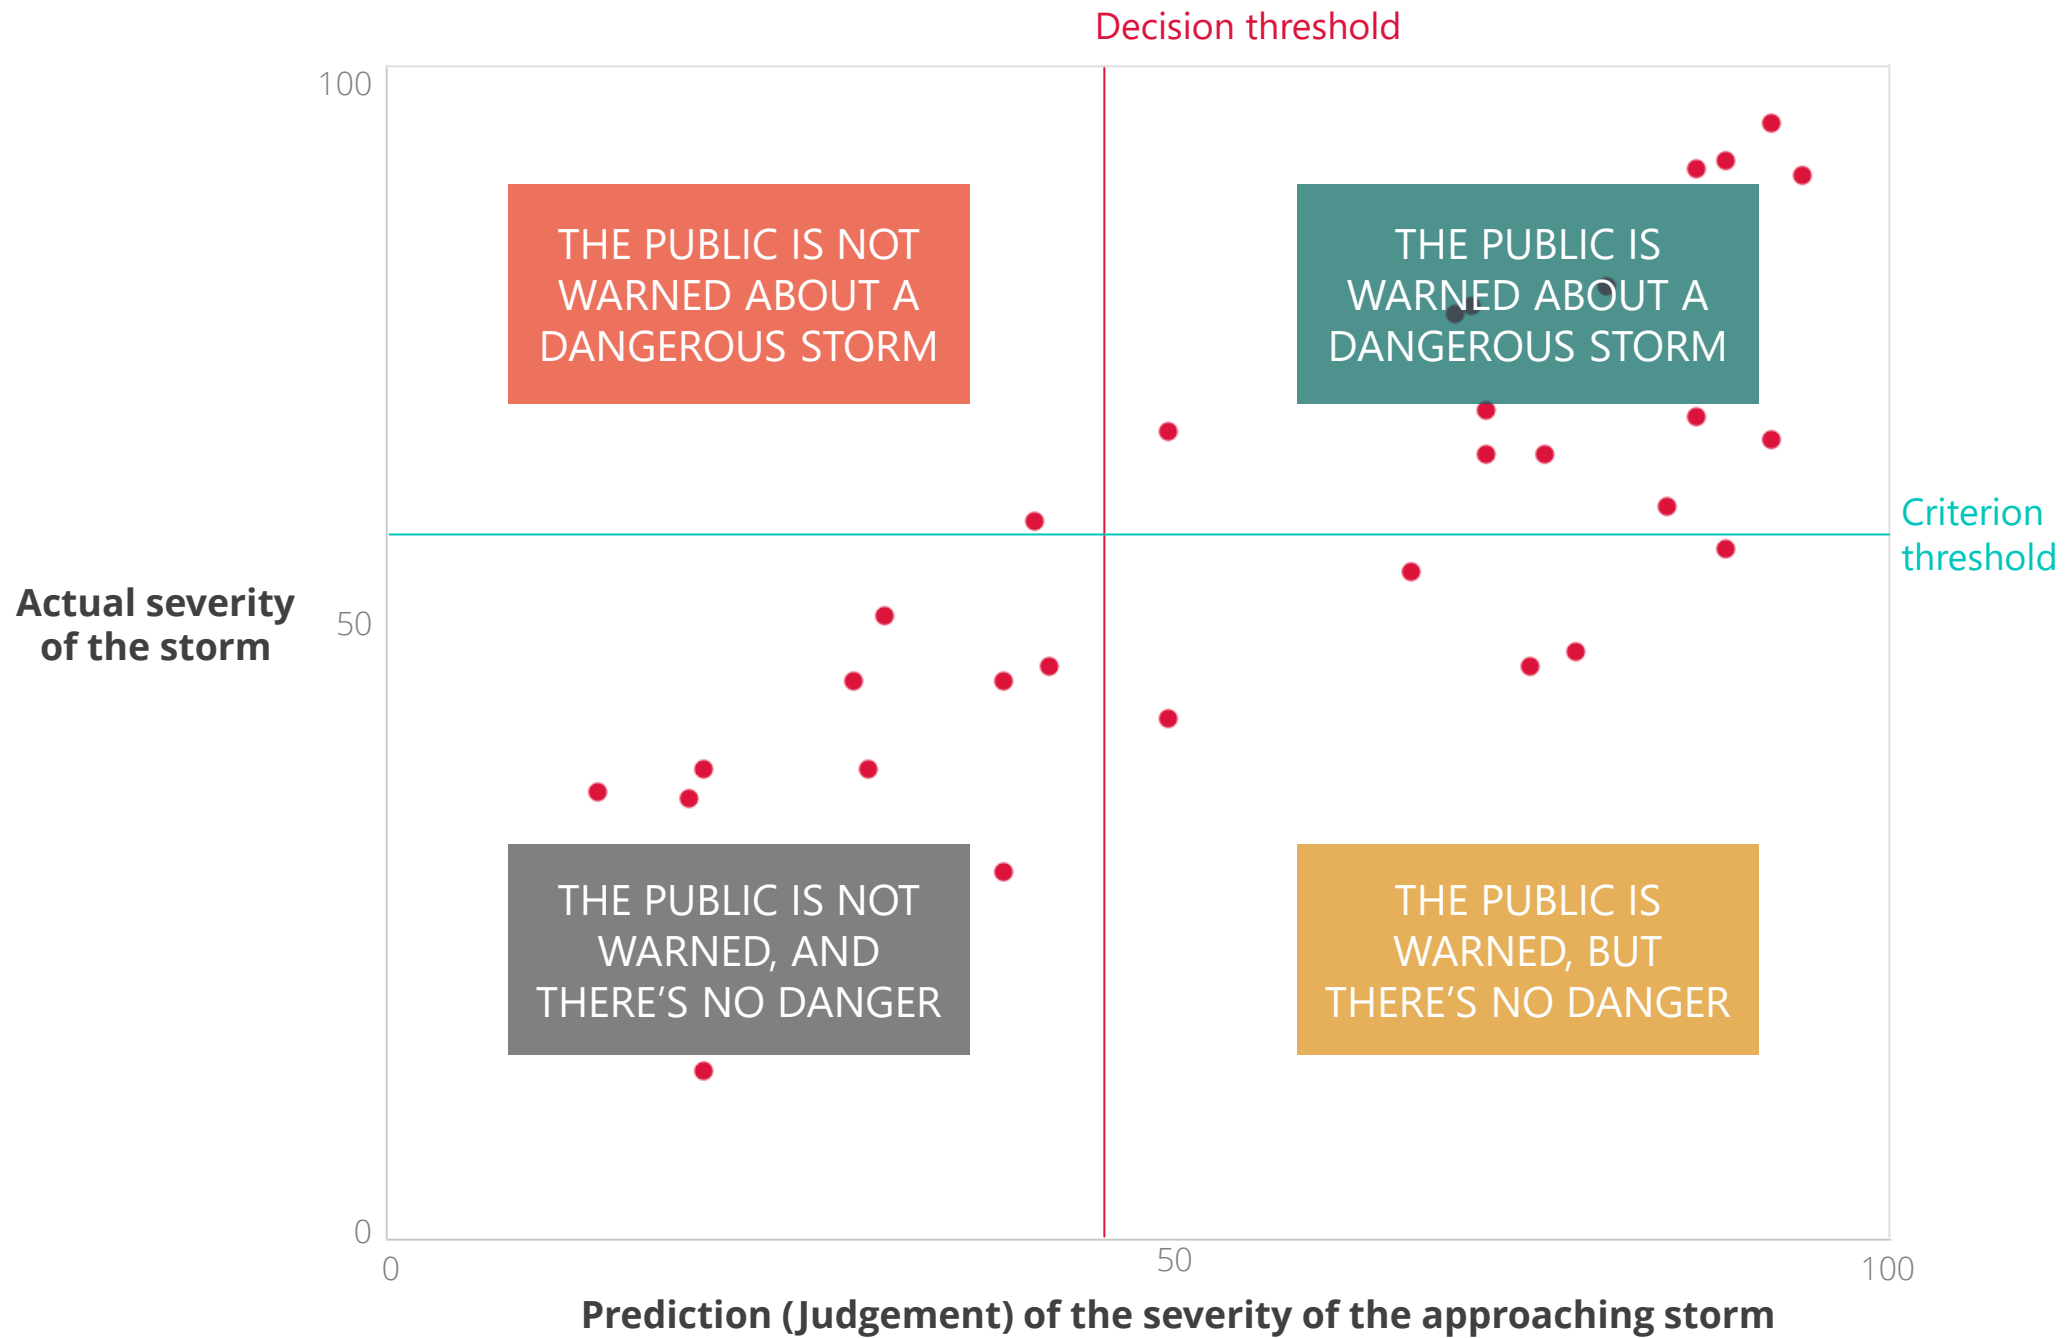 Decision threshold
100
THE PUBLIC IS NOT
WARNED ABOUT A
DANGEROUS STORM
THE PUBLIC IS
WARNED ABOUT A
DANGEROUS STORM
Criterion
threshold
Actual severity
of the storm
50
THE PUBLIC IS NOT
WARNED, AND
THERE’S NO DANGER
THE PUBLIC IS
WARNED, BUT
THERE’S NO DANGER
0
0
50
100
Prediction (Judgement) of the severity of the approaching storm